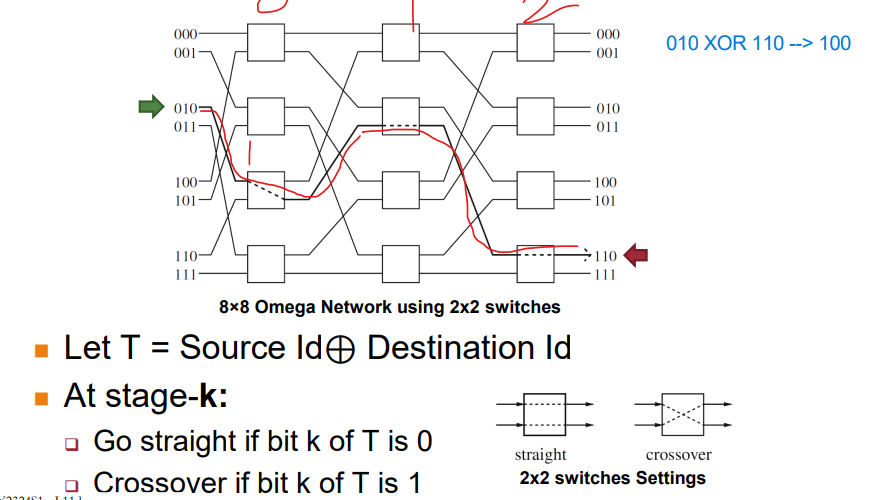 000
001
000
001
010 XOR 110 --> 100
010
011
010
011
100
101
100
101
110
111
110
111
8×8 Omega Network using 2x2 switches
Let T = Source Id⊕ Destination Id
At stage-k:
Go straight if bit k of T is 0
Crossover if bit k of T is 1
straight
crossover
2x2 switches Settings